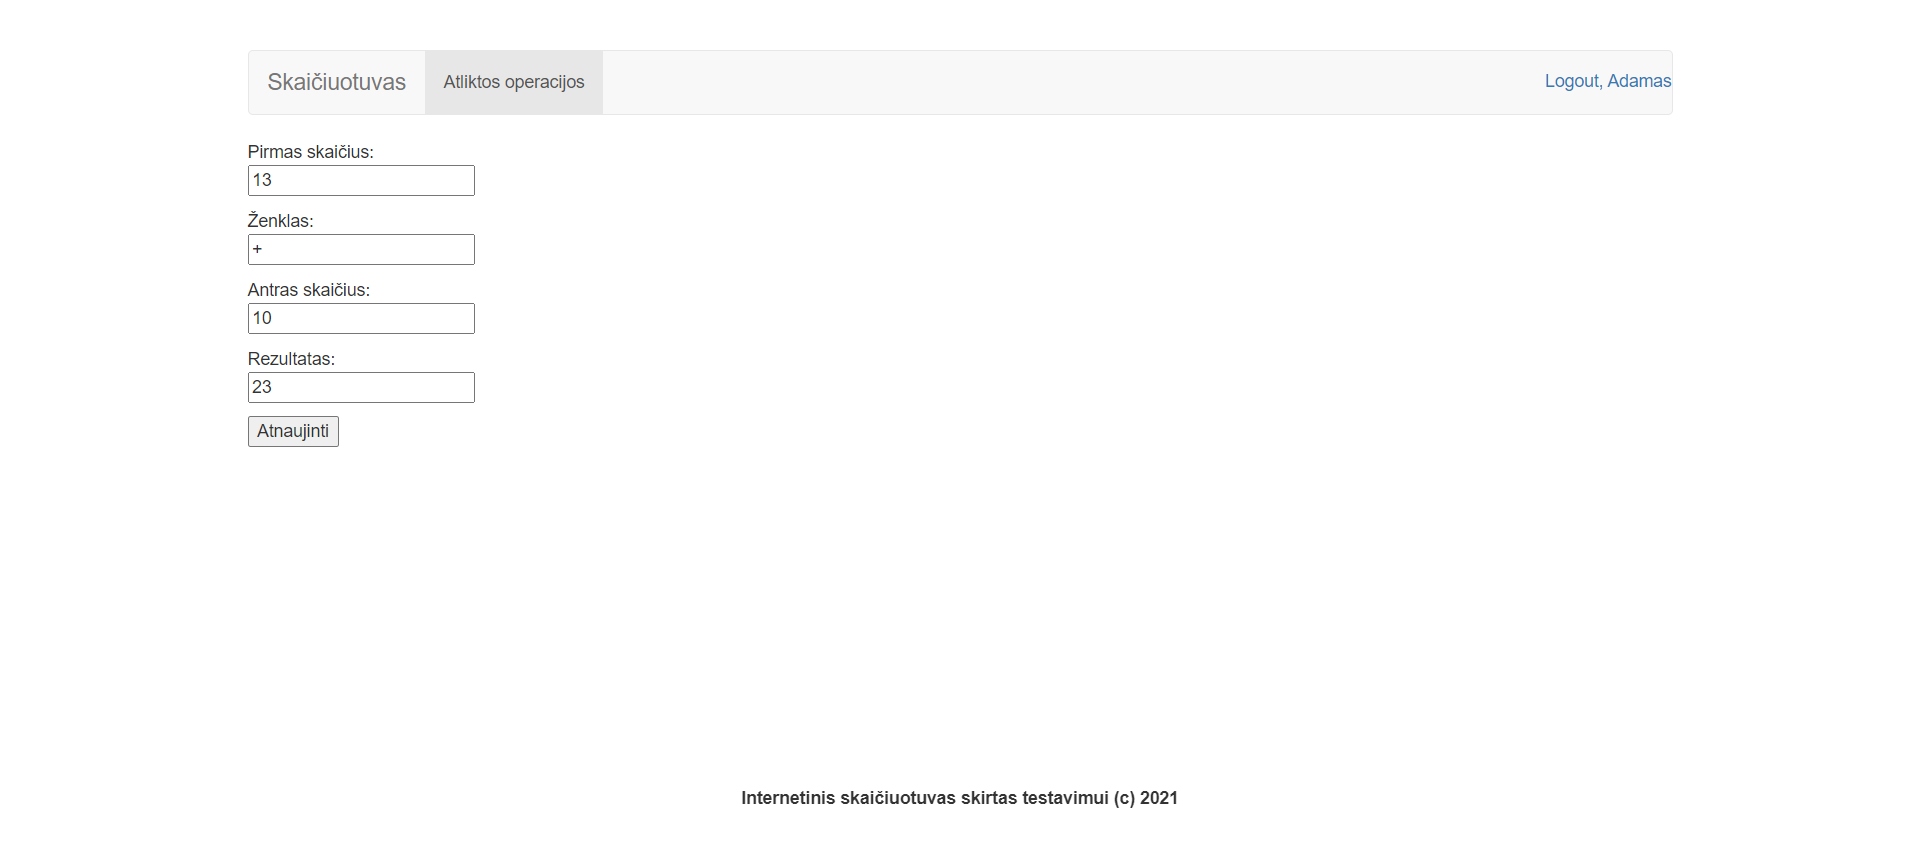 Skaičiuotuvas Atliktos operacijos Logout, Adamas
Pirmas skaičius:
13
Ženklas:
+
Antras skaičius:
10
Rezultatas:
23
Atnaujinti
Internetinis skaičiuotuvas skirtas testavimui (c) 2021